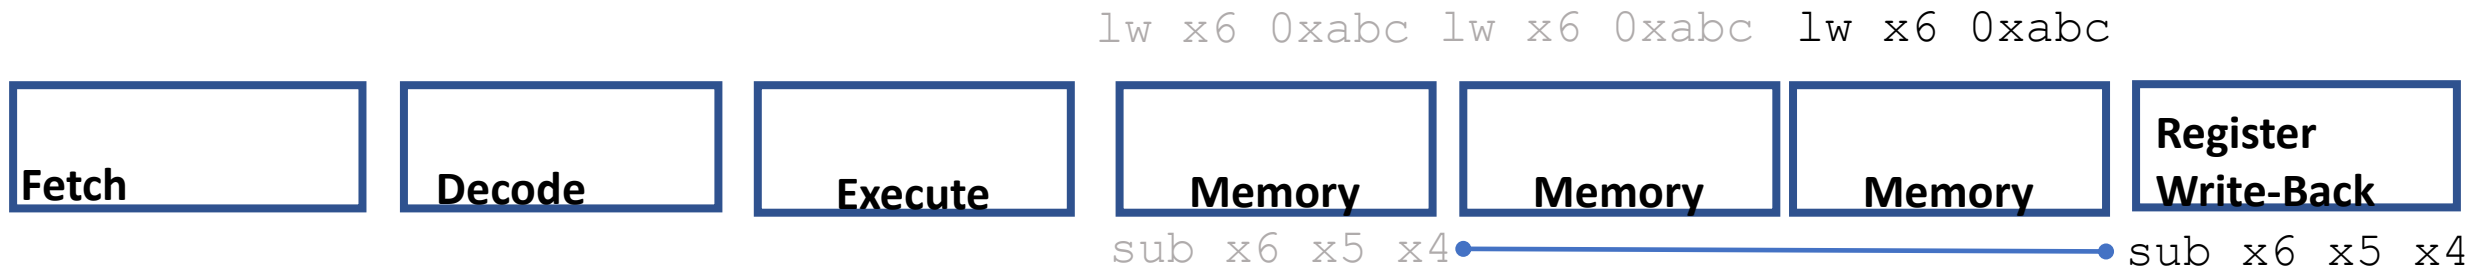 lw x6 0xabc lw x6 0xabc lw x6 0xabc
Fetch
Decode
Execute
Memory
Memory
Memory
Register
Write-Back
sub x6 x5 x4
sub x6 x5 x4